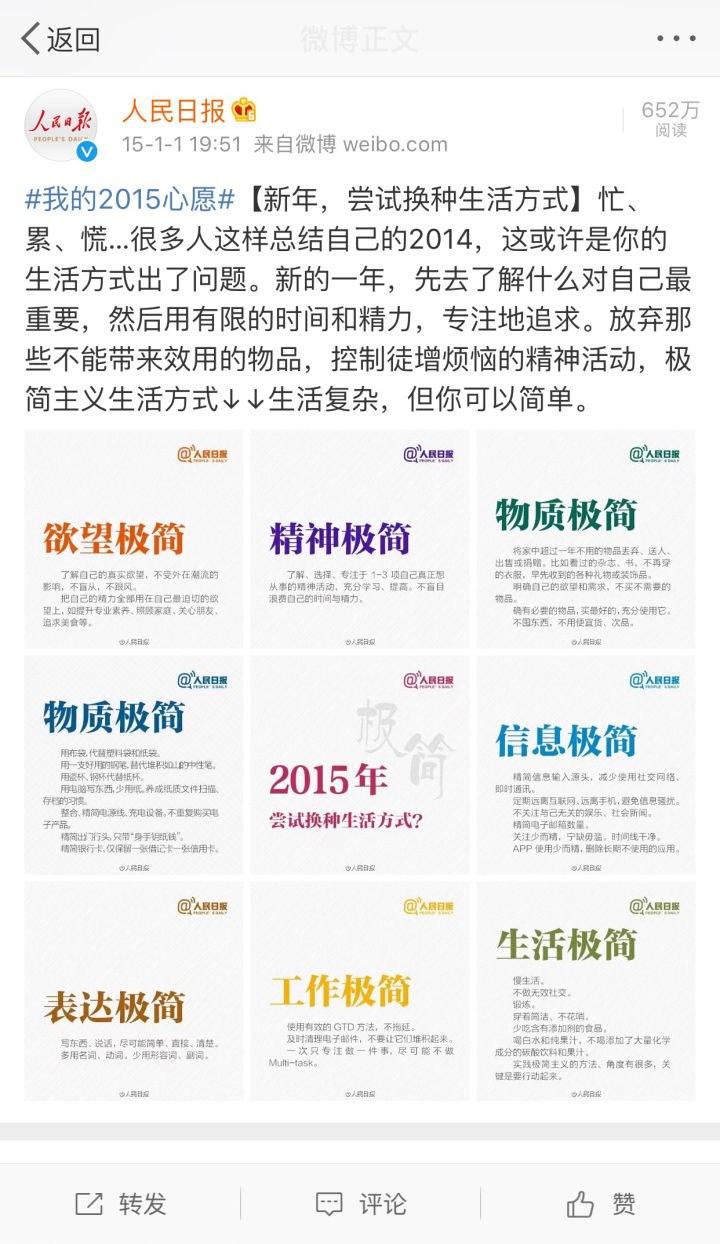 返回
微博正文
人民日报
PEOPLE'S DAILY
人民日报
15-1-1 19:51 来自微博 weibo.com
652万
阅读
#我的2015心愿#【新年，尝试换种生活方式】忙、
累、慌...很多人这样总结自己的2014，这或许是你的
生活方式出了问题。新的一年，先去了解什么对自己最
重要，然后用有限的时间和精力，专注地追求。放弃那
些不能带来效用的物品，控制徒增烦恼的精神活动，极
简主义生活方式↓↓生活复杂，但你可以简单。
@人民日报
PEOPLE'S DAILY
欲望极简
了解自己的真实欲望，不受外在潮流的
影响，不盲从，不跟风。
把自己的精力全部用在自己最迫切的欲
望上，如提升专业素养、照顾家庭、关心朋友、
追求美食等。
@人民日报
@人民日报
PEOPLE'S DAILY
精神极简
了解、选择、专注于 1-3 项自己真正想
从事的精神活动，充分学习、提高。不盲目
浪费自己的时间与精力。
@人民日报
@人民日报
PEOPLE'S DAILY
物质极简
将家中超过一年不用的物品丢弃、送人、
出售或捐赠。比如看过的杂志、书，不再穿
的衣服，早先收到的各种礼物或装饰品。
明确自己的欲望和需求，不买不需要的
物品。
确有必要的物品，买最好的，充分使用它。
不囤东西，不用便宜货、次品。
@人民日报
@人民日报
PEOPLE'S DAILY
物质极简
用布袋，代替塑料袋和纸袋。
用一支好用的钢笔，替代堆积如山的中性笔。
用瓷杯、钢杯代替纸杯。
用电脑写东西，少用纸。养成纸质文件扫描、
存档的习惯。
整合、精简电源线、充电设备。不重复购买电
子产品。
精简出门行头，只带“身手钥纸钱”。
精简银行卡，仅保留一张借记卡一张信用卡。
@人民日报
@人民日报
PEOPLE'S DAILY
极简
2015年
尝试换种生活方式？
@人民日报
@人民日报
PEOPLE'S DAILY
信息极简
精简信息输入源头，减少使用社交网络、
即时通讯。
定期远离互联网、远离手机，避免信息骚扰。
不关注与己无关的娱乐、社会新闻。
精简电子邮箱数量。
关注少而精，宁缺毋滥，时间线干净。
APP 使用少而精，删除长期不使用的应用。
@人民日报
@人民日报
PEOPLE'S DAILY
表达极简
写东西、说话，尽可能简单、直接、清楚。
多用名词、动词。少用形容词、副词。
@人民日报
@人民日报
PEOPLE'S DAILY
工作极简
使用有效的 GTD 方法，不拖延。
及时清理电子邮件，不要让它们堆积起来。
一次只专注做一件事，尽可能不做
Multi-task。
@人民日报
@人民日报
PEOPLE'S DAILY
生活极简
慢生活。
不做无效社交。
锻炼。
穿着简洁、不花哨。
少吃含有添加剂的食品。
喝白水和纯果汁，不喝添加了大量化学
成分的碳酸饮料和果汁。
实践极简主义的方法、角度有很多，关
键是要行动起来。
@人民日报
转发
评论
赞